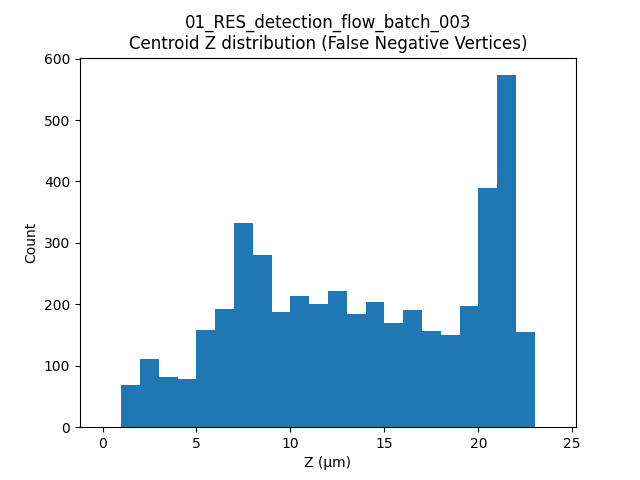 01_RES_detection_flow_batch_003
Centroid Z distribution (False Negative Vertices)
600
500
400
300
200
100
0
Count
0 5 10 15 20 25
Z (μm)